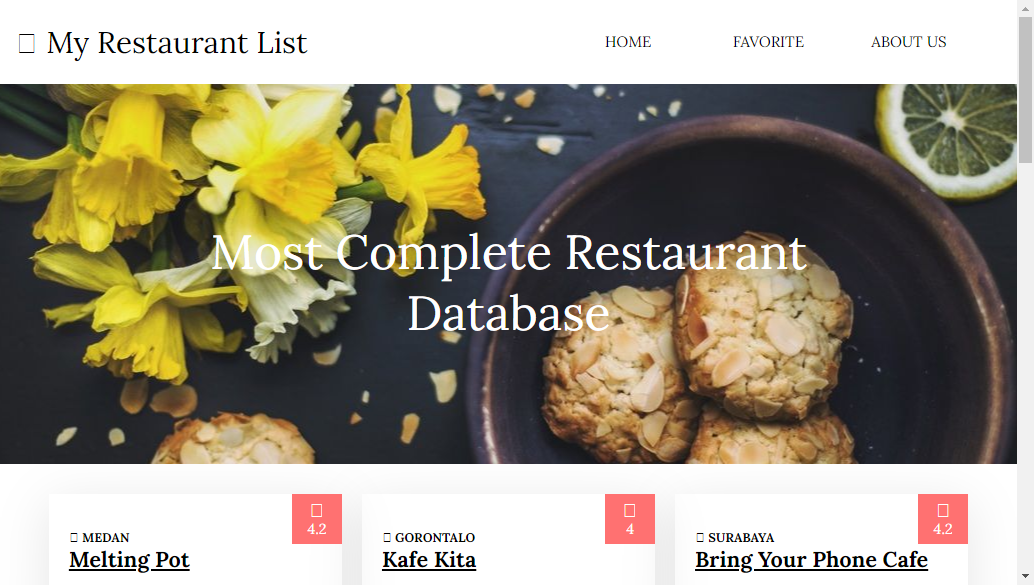 My Restaurant List
HOME
FAVORITE
ABOUT US
Most Complete Restaurant
Database
4.2
MEDAN
Melting Pot
4
GORONTALO
Kafe Kita
4.2
SURABAYA
Bring Your Phone Cafe